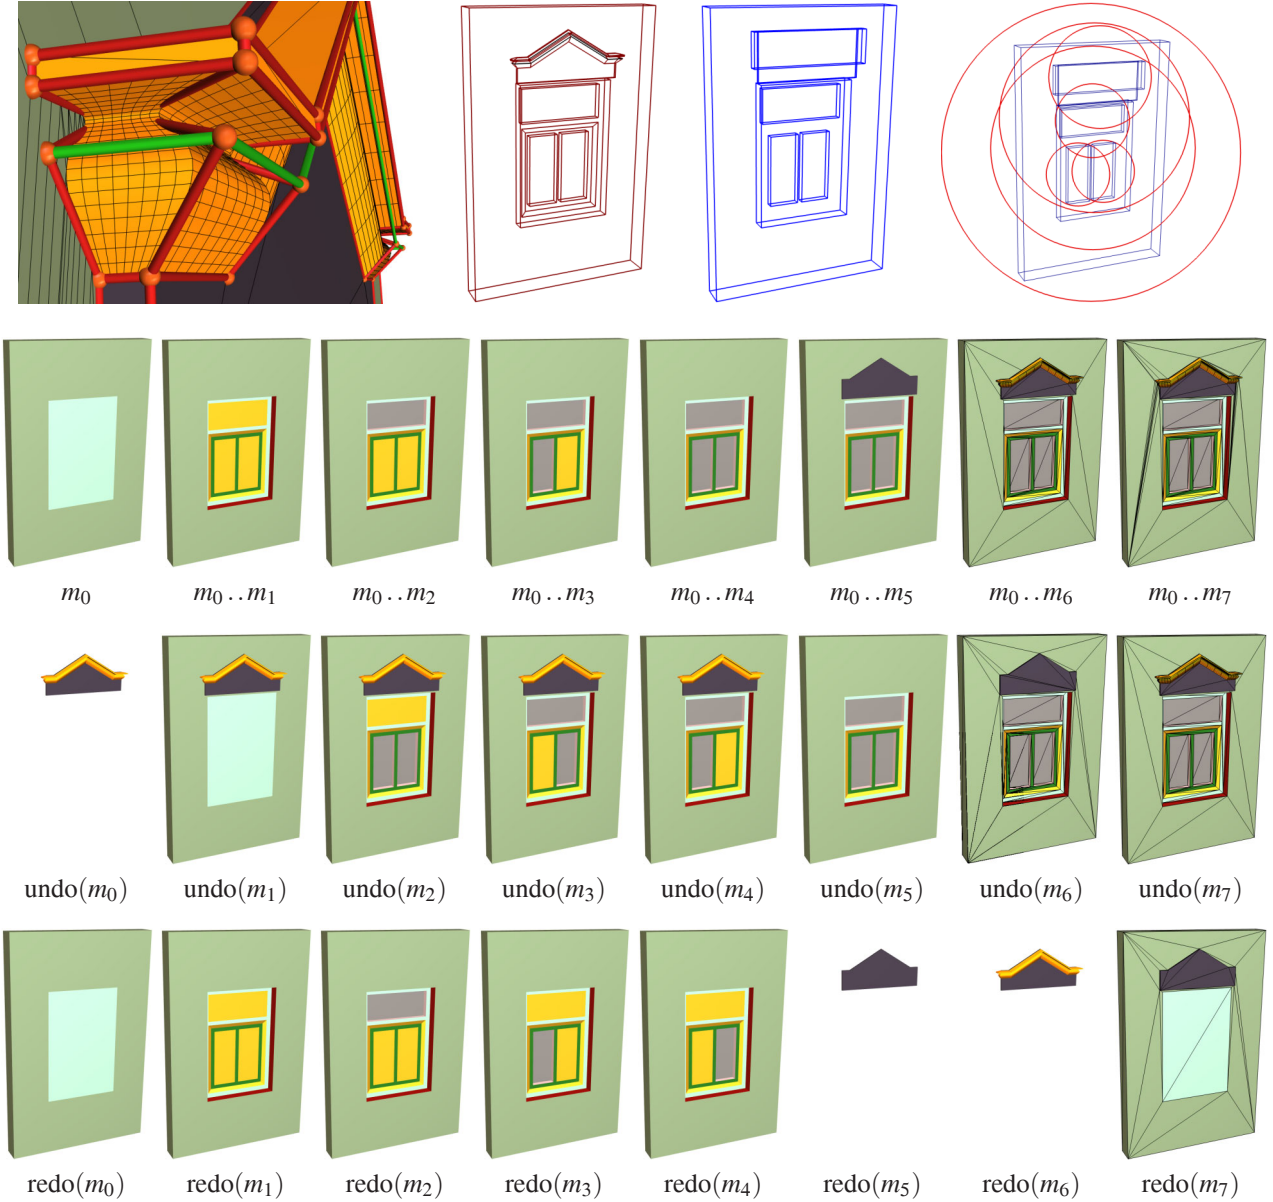 m₀ m₀ . . m₁ m₀ . . m₂ m₀ . . m₃ m₀ . . m₄ m₀ . . m₅ m₀ . . m₆ m₀ . . m₇
undo(m₀) undo(m₁) undo(m₂) undo(m₃) undo(m₄) undo(m₅) undo(m₆) undo(m₇)
redo(m₀) redo(m₁) redo(m₂) redo(m₃) redo(m₄) redo(m₅) redo(m₆) redo(m₇)